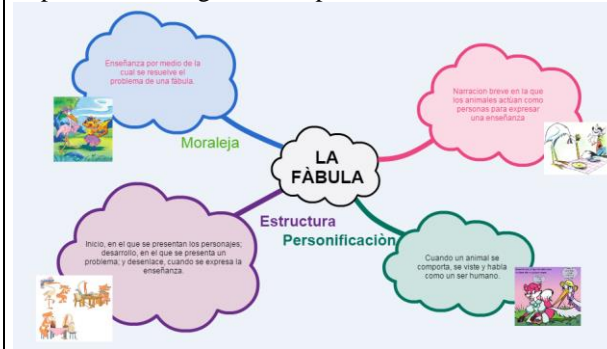 Enseñanza por medio de la
cual se resuelve el
problema de una fábula.
Moraleja
Narracion breve en la que
los animales actúan como
personas para expresar
una enseñanza
LA
FÀBULA
Estructura
Inicio, en el que se presentan los personajes;
desarrollo, en el que se presenta un
problema; y desenlace, cuando se expresa la
enseñanza.
Personificaciòn
Cuando un animal se
comporta, se viste y habla
como un ser humano.